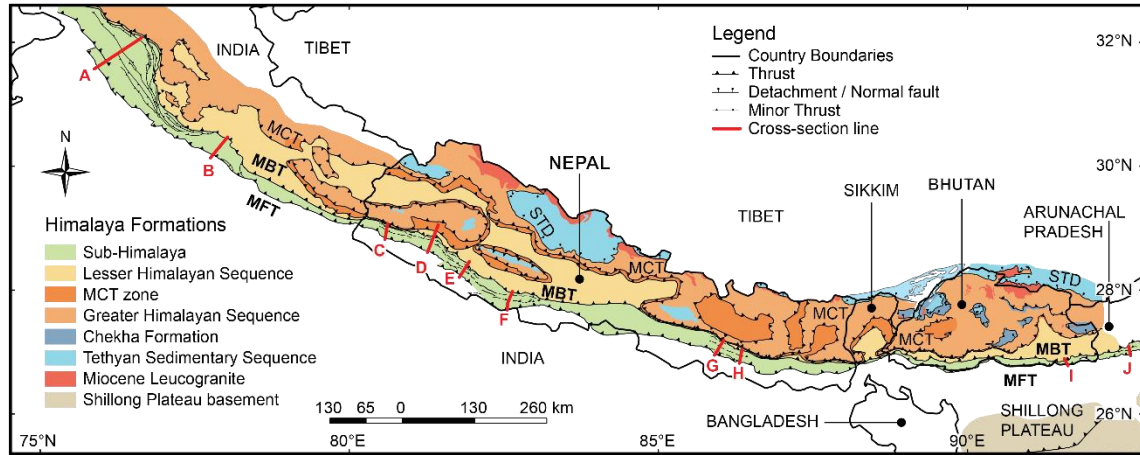 INDIA
TIBET
Legend
Country Boundaries
Thrust
Detachment / Normal fault
Minor Thrust
Cross-section line
32°N
A
N
MCT
B
MBT
MFT
NEPAL
30°N
SIKKIM
BHUTAN
TIBET
ARUNACHAL
PRADESH
STD
Himalaya Formations
Sub-Himalaya
Lesser Himalayan Sequence
MCT zone
Greater Himalayan Sequence
Chekha Formation
Tethyan Sedimentary Sequence
Miocene Leucogranite
Shillong Plateau basement
C
D
E
F
MBT
MCT
MCT
MCT
STD
28°N
INDIA
G
H
MBT
MFT
I
J
130 65 0 130 260 km
BANGLADESH
SHILLONG
PLATEAU
26°N
75°N
80°N
85°N
90°N